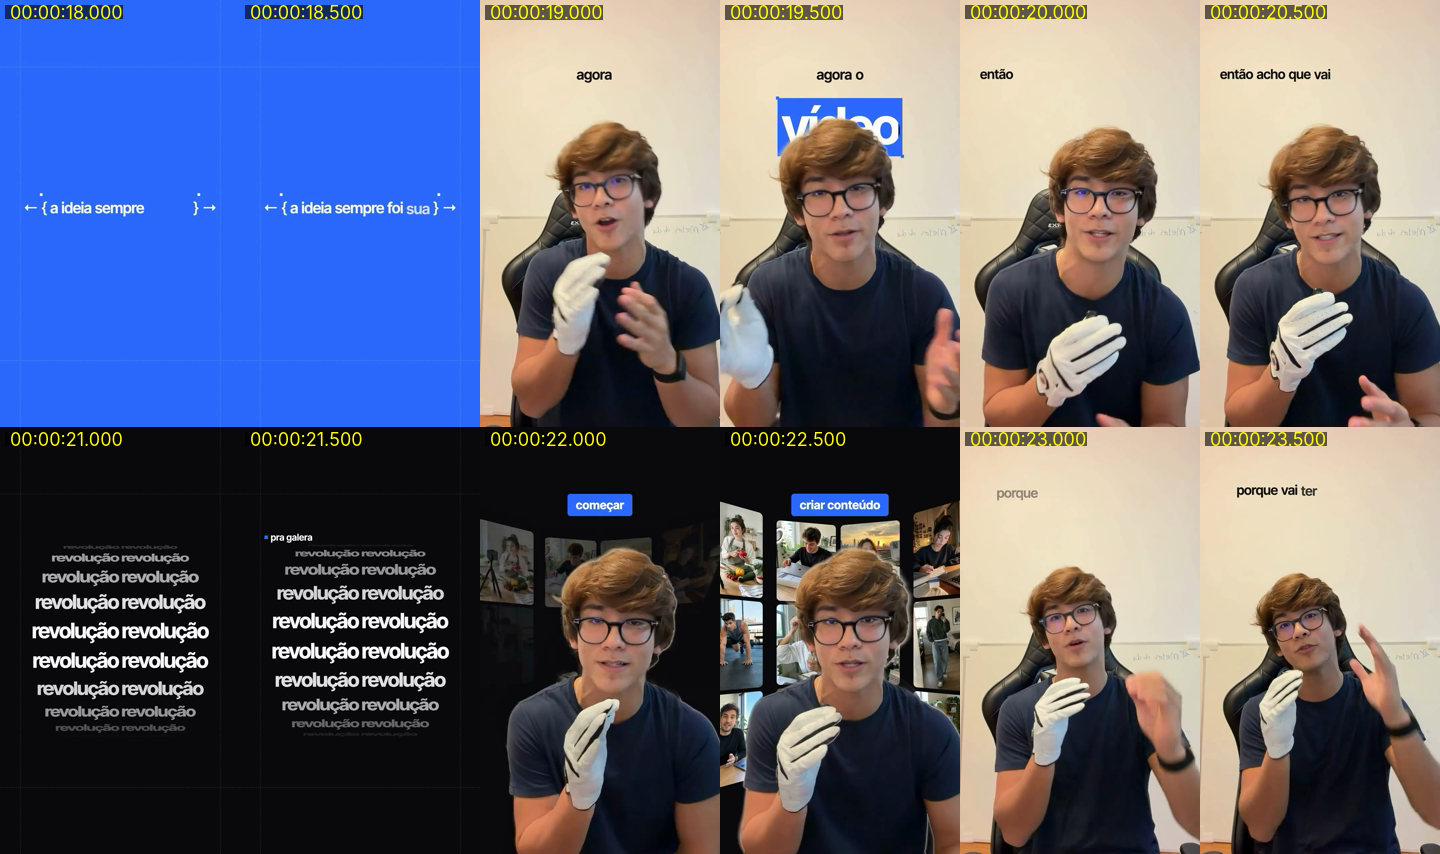 00:00:18.000
← { a ideia sempre } →
00:00:18.500
← { a ideia sempre foi sua } →
00:00:19.000
agora
00:00:19.500
agora o
vídeo
00:00:20.000
então
00:00:20.500
então acho que vai
00:00:21.000
revolução revolução
revolução revolução
revolução revolução
revolução revolução
revolução revolução
revolução revolução
revolução revolução
revolução revolução
revolução revolução
00:00:21.500
pra galera
revolução revolução
revolução revolução
revolução revolução
revolução revolução
revolução revolução
revolução revolução
revolução revolução
revolução revolução
00:00:22.000
começar
00:00:22.500
criar conteúdo
00:00:23.000
porque
00:00:23.500
porque vai ter